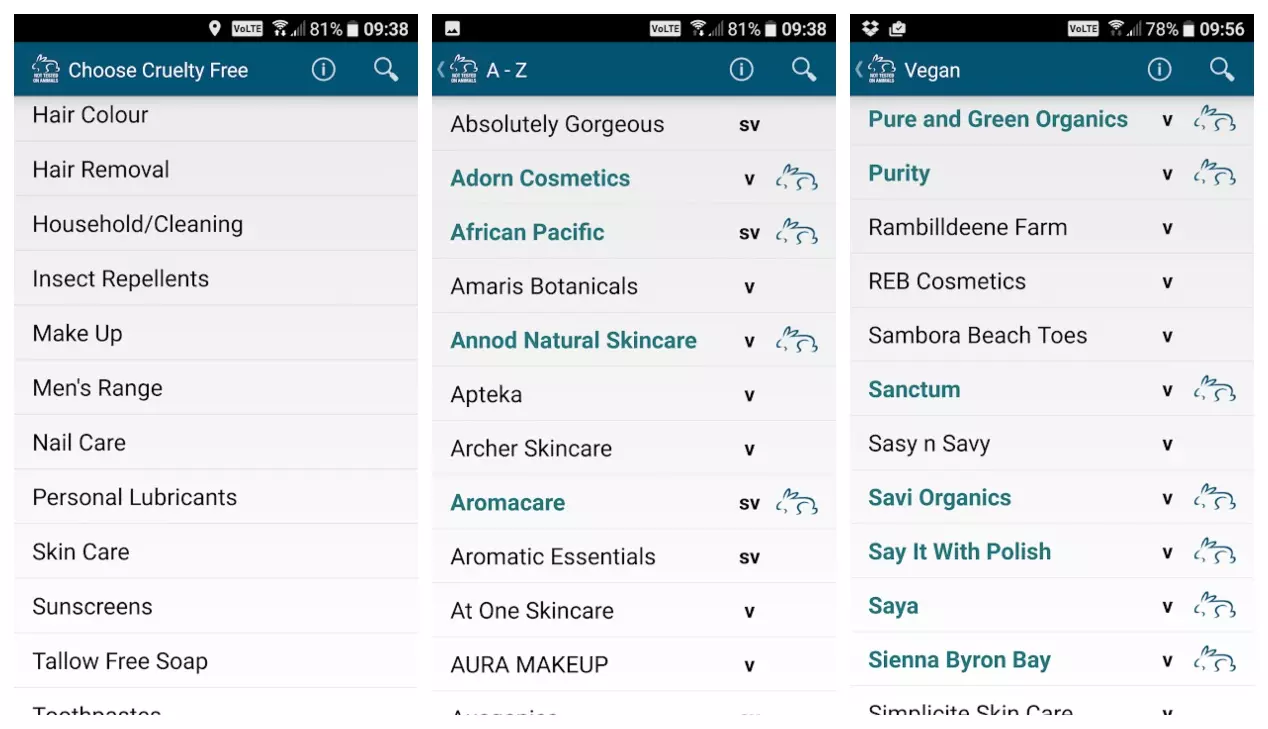 VoLTE 81% 09:38
NOT TESTED ON ANIMALS Choose Cruelty Free
Hair Colour
Hair Removal
Household/Cleaning
Insect Repellents
Make Up
Men's Range
Nail Care
Personal Lubricants
Skin Care
Sunscreens
Tallow Free Soap
Toothpastes
VoLTE 81% 09:38
NOT TESTED ON ANIMALS A - Z
Absolutely Gorgeous sv
Adorn Cosmetics v
African Pacific sv
Amaris Botanicals v
Annod Natural Skincare v
Apteka v
Archer Skincare v
Aromacare sv
Aromatic Essentials sv
At One Skincare v
AURA MAKEUP v
VoLTE 78% 09:56
NOT TESTED ON ANIMALS Vegan
Pure and Green Organics v
Purity v
Rambilldeene Farm v
REB Cosmetics v
Sambora Beach Toes v
Sanctum v
Sasy n Savy v
Savi Organics v
Say It With Polish v
Saya v
Sienna Byron Bay v
Simplicite Skin Care v